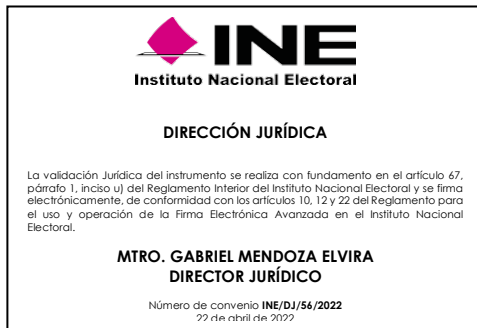 INE
Instituto Nacional Electoral
DIRECCIÓN JURÍDICA
La validación Jurídica del instrumento se realiza con fundamento en el artículo 67,
párrafo 1, inciso u) del Reglamento Interior del Instituto Nacional Electoral y se firma
electrónicamente, de conformidad con los artículos 10, 12 y 22 del Reglamento para
el uso y operación de la Firma Electrónica Avanzada en el Instituto Nacional
Electoral.
MTRO. GABRIEL MENDOZA ELVIRA
DIRECTOR JURÍDICO
Número de convenio INE/DJ/56/2022
22 de abril de 2022